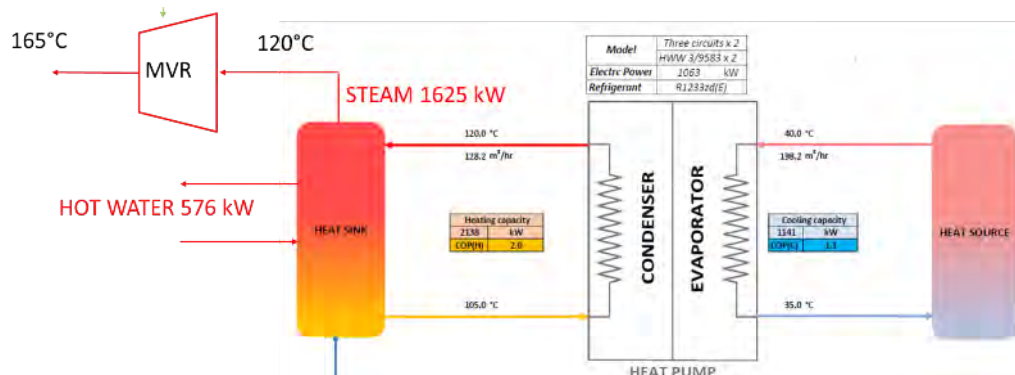 165°C
MVR
120°C
STEAM 1625 kW
HOT WATER 576 kW
HEAT SINK
Model
Three circuits x 2
HWW 3/9583 x 2
Electrc Power 1063 kW
Refrigerant R1233zd(E)
120.0 °C
128.2 m³/hr
Heating capacity
2138 kW
COP(H) 2.0
105.0 °C
CONDENSER
EVAPORATOR
40.0 °C
198.2 m³/hr
Cooling capacity
1141 kW
COP(C) 1.1
35.0 °C
HEAT SOURCE
HEAT PUMP